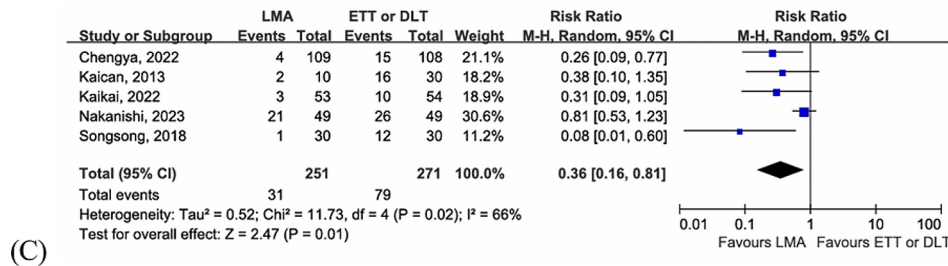 LMA ETT or DLT Risk Ratio Risk Ratio
Study or Subgroup Events Total Events Total Weight M-H, Random, 95% CI M-H, Random, 95% CI
Chengya, 2022 4 109 15 108 21.1% 0.26 [0.09, 0.77]
Kaican, 2013 2 10 16 30 18.2% 0.38 [0.10, 1.35]
Kaikai, 2022 3 53 10 54 18.9% 0.31 [0.09, 1.05]
Nakanishi, 2023 21 49 26 49 30.6% 0.81 [0.53, 1.23]
Songsong, 2018 1 30 12 30 11.2% 0.08 [0.01, 0.60]
Total (95% CI) 251 271 100.0% 0.36 [0.16, 0.81]
Total events 31 79
Heterogeneity: Tau² = 0.52; Chi² = 11.73, df = 4 (P = 0.02); I² = 66%
Test for overall effect: Z = 2.47 (P = 0.01)
0.01 0.1 1 10 100
Favours LMA Favours ETT or DLT
(C)